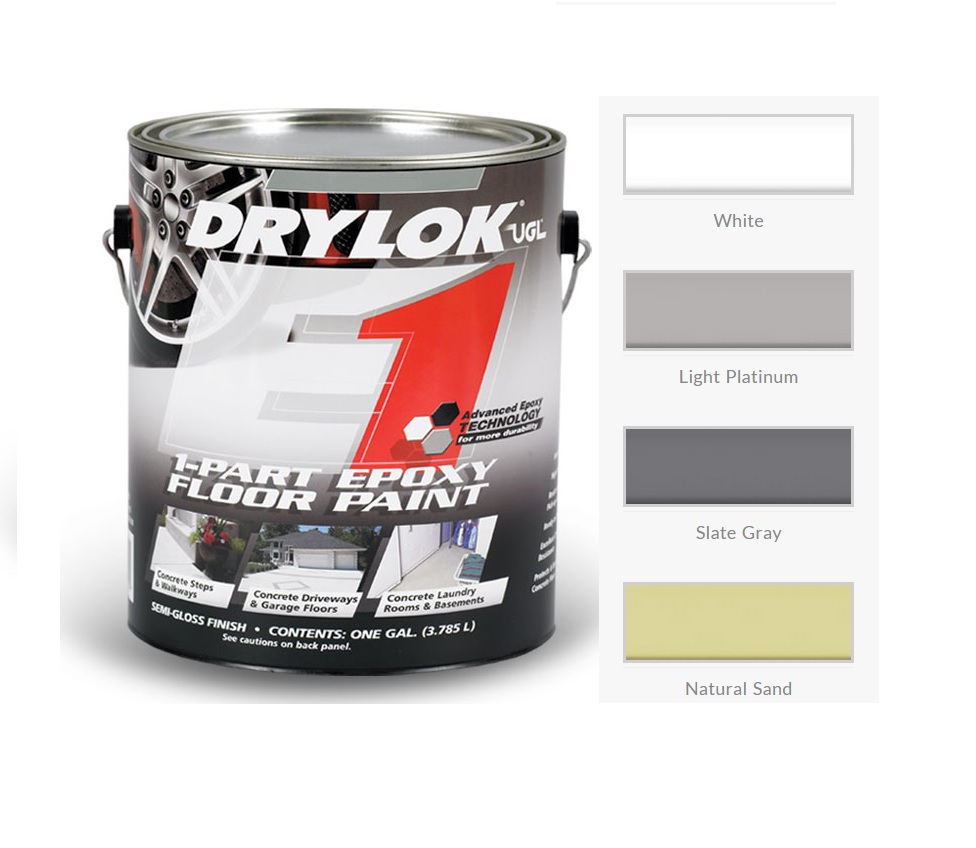 DRYLOK® UGL
E1
Advanced Epoxy
TECHNOLOGY
for more durability
1-PART EPOXY
FLOOR PAINT
Concrete Steps
& Walkways
Concrete Driveways
& Garage Floors
Concrete Laundry
Rooms & Basements
SEMI-GLOSS FINISH • CONTENTS: ONE GAL. (3.785 L)
See cautions on back panel.
White
Light Platinum
Slate Gray
Natural Sand